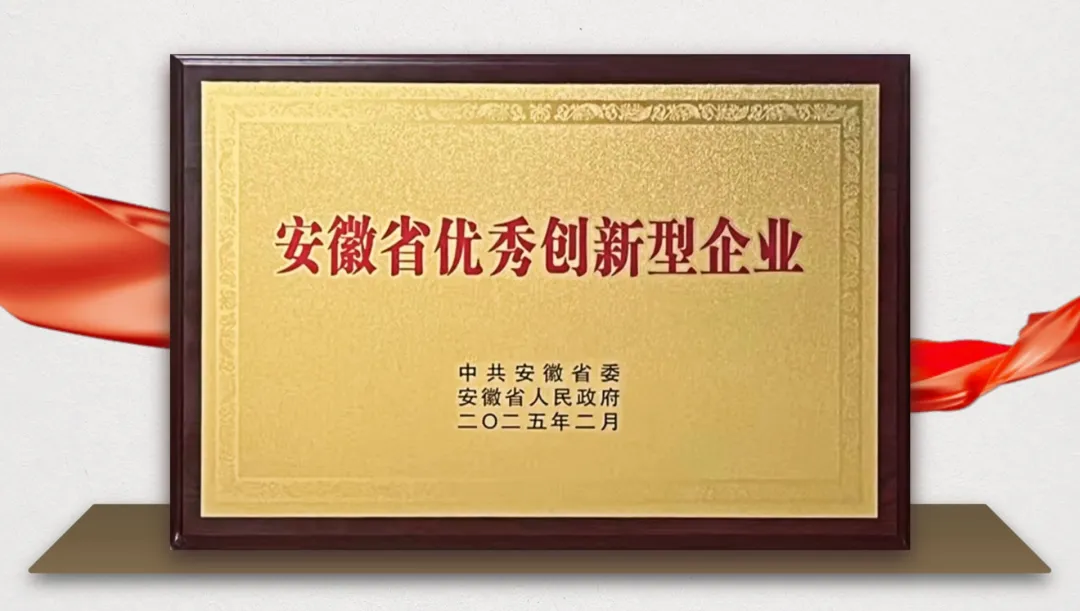 安徽省优秀创新型企业
中共安徽省委
安徽省人民政府
二〇二五年二月